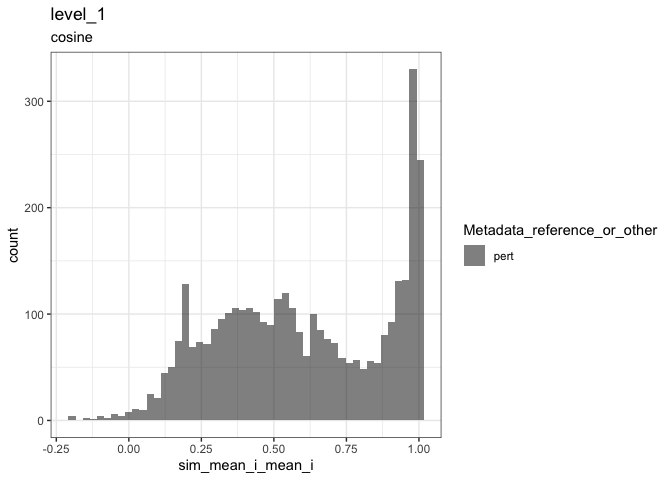 level_1
cosine
300
200
100
0
count
-0.25 0.00 0.25 0.50 0.75 1.00
sim_mean_i_mean_i
Metadata_reference_or_other
pert